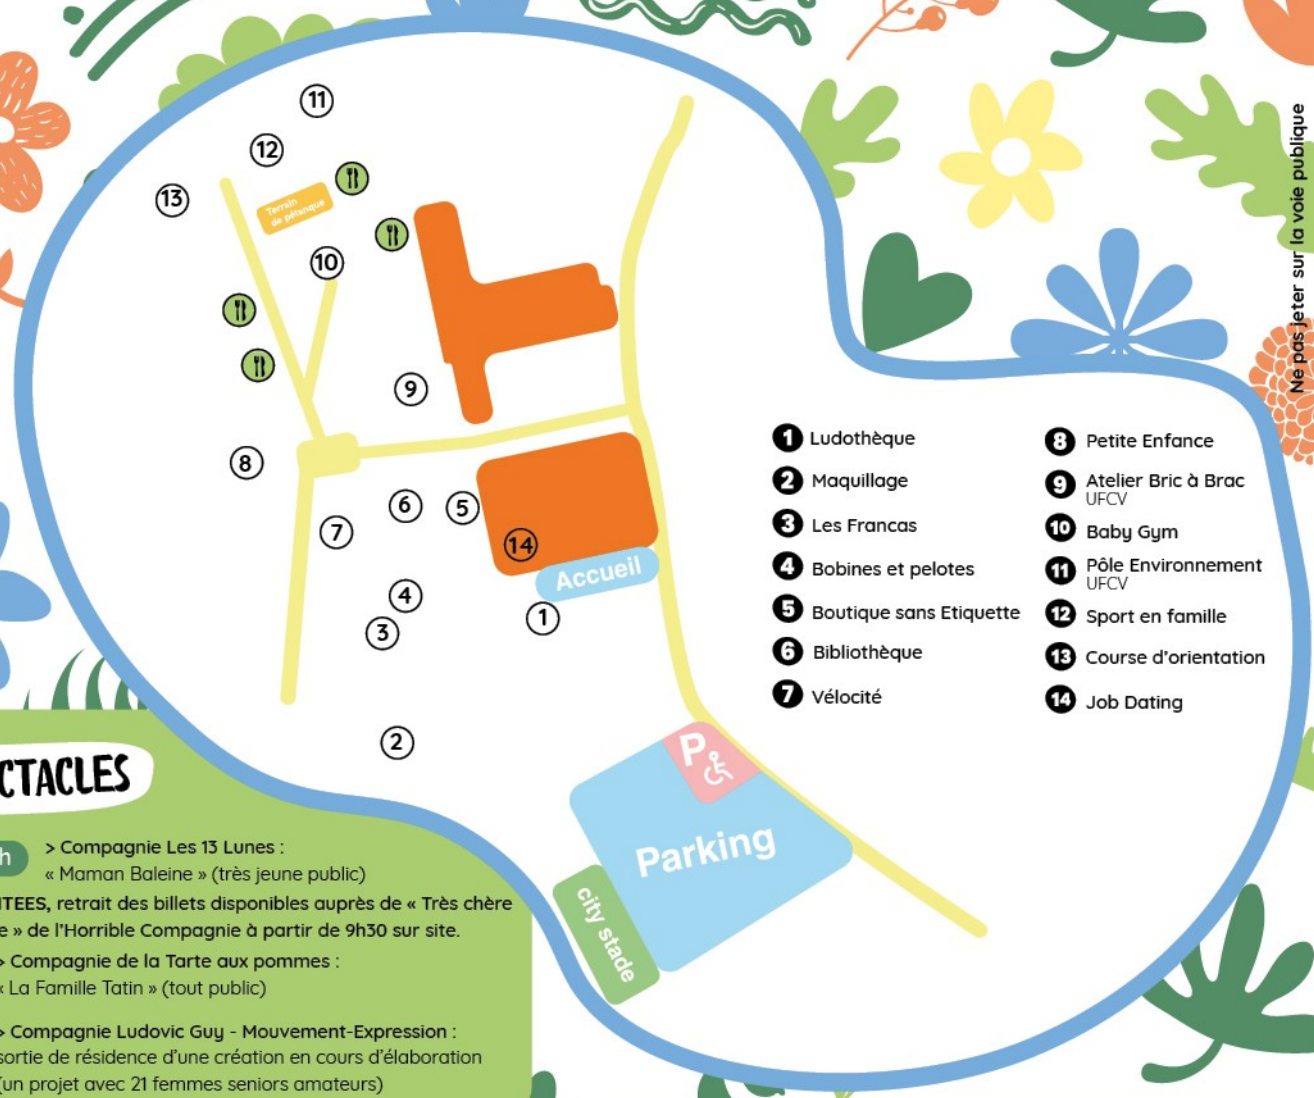 11
12
13
Terrain
de pétanque
10
9
8
6
5
7
14
Accueil
4
1
3
2
P
Parking
city stade
1 Ludothèque
2 Maquillage
3 Les Francas
4 Bobines et pelotes
5 Boutique sans Etiquette
6 Bibliothèque
7 Vélocité
8 Petite Enfance
9 Atelier Bric à Brac
UFCV
10 Baby Gym
11 Pôle Environnement
UFCV
12 Sport en famille
13 Course d'orientation
14 Job Dating
Ne pas jeter sur la voie publique
CTACLES
h
> Compagnie Les 13 Lunes :
« Maman Baleine » (très jeune public)
ITEES, retrait des billets disponibles auprès de « Très chère
e » de l'Horrible Compagnie à partir de 9h30 sur site.
> Compagnie de la Tarte aux pommes :
« La Famille Tatin » (tout public)
> Compagnie Ludovic Guy - Mouvement-Expression :
sortie de résidence d'une création en cours d'élaboration
(un projet avec 21 femmes seniors amateurs)